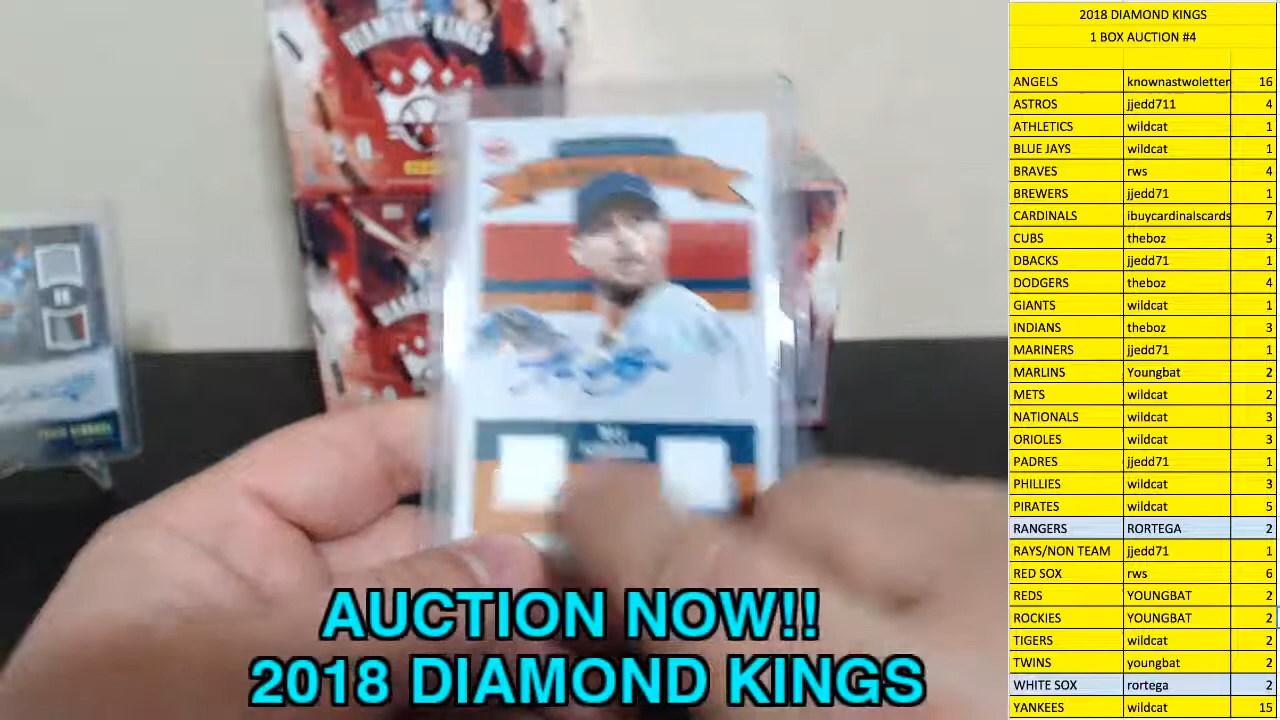 DIAMOND KINGS
AUCTION NOW!!
2018 DIAMOND KINGS
2018 DIAMOND KINGS
1 BOX AUCTION #4
ANGELS knownastwoletter 16
ASTROS jjedd711 4
ATHLETICS wildcat 1
BLUE JAYS wildcat 1
BRAVES rws 4
BREWERS jjedd71 1
CARDINALS ibuycardinalscards 7
CUBS theboz 3
DBACKS jjedd71 1
DODGERS theboz 4
GIANTS wildcat 1
INDIANS theboz 3
MARINERS jjedd71 1
MARLINS Youngbat 2
METS wildcat 2
NATIONALS wildcat 3
ORIOLES wildcat 3
PADRES jjedd71 1
PHILLIES wildcat 3
PIRATES wildcat 5
RANGERS RORTEGA 2
RAYS/NON TEAM jjedd71 1
RED SOX rws 6
REDS YOUNGBAT 2
ROCKIES YOUNGBAT 2
TIGERS wildcat 2
TWINS youngbat 2
WHITE SOX rortega 2
YANKEES wildcat 15